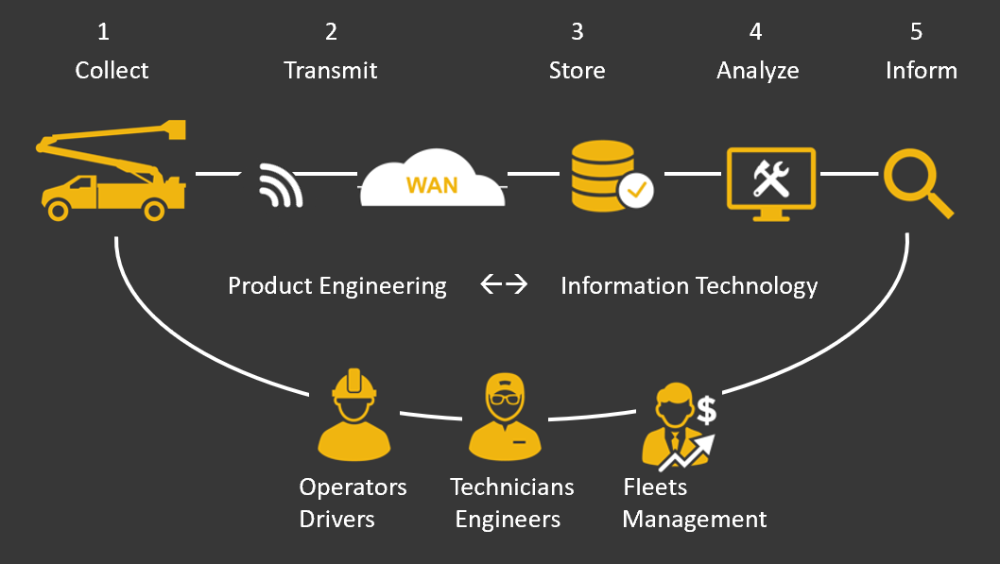 1
2
3
4
5
Collect
Transmit
Store
Analyze
Inform
WAN
Product Engineering ←→ Information Technology
$
Operators
Drivers
Technicians
Engineers
Fleets
Management